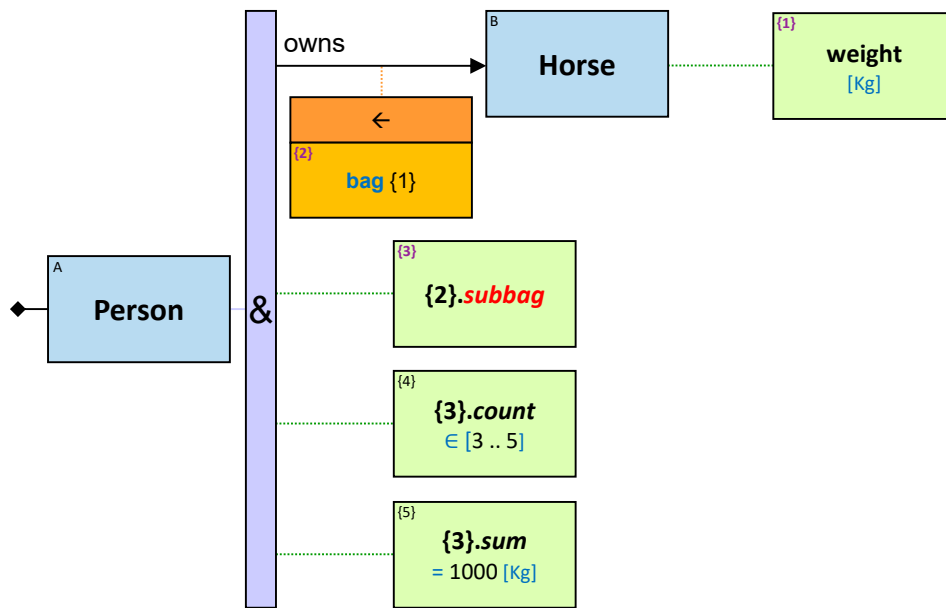 owns
B
Horse
{1}
weight
[Kg]
←
{2}
bag {1}
A
Person
&
{3}
{2}.subbag
{4}
{3}.count
∈ [3 .. 5]
{5}
{3}.sum
= 1000 [Kg]